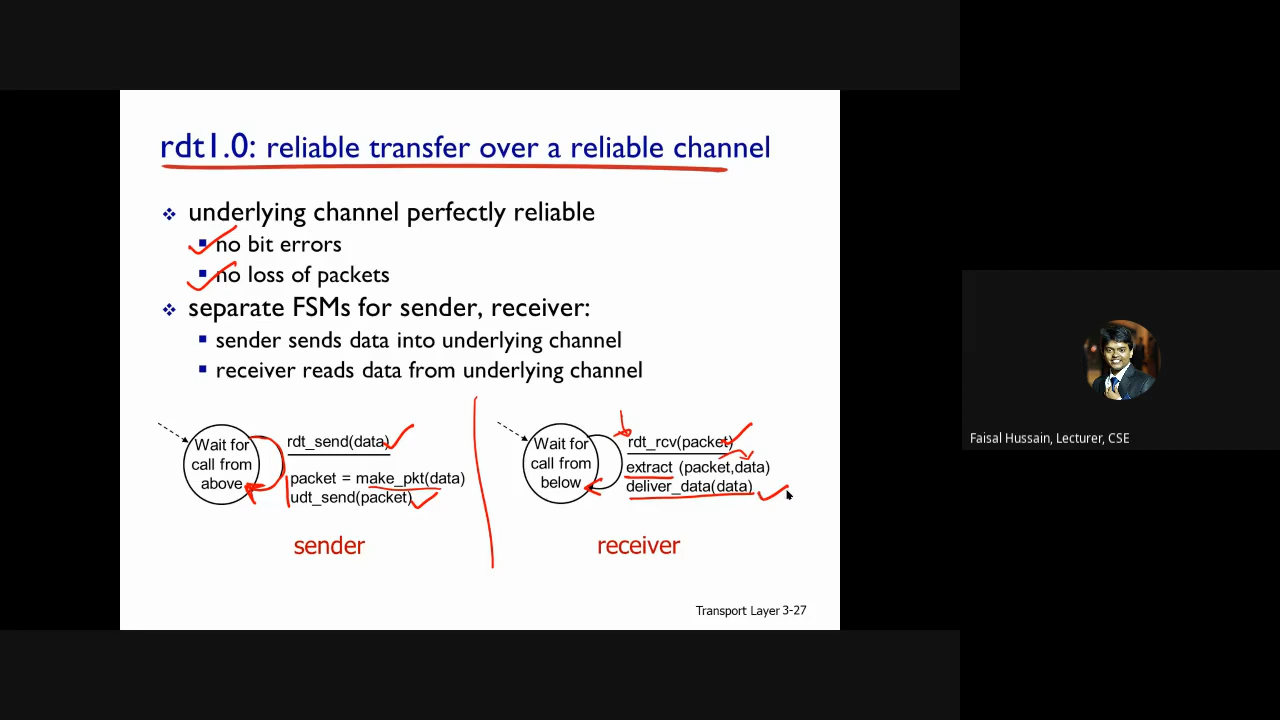 rdt1.0: reliable transfer over a reliable channel
❖ underlying channel perfectly reliable
▪ no bit errors
▪ no loss of packets
❖ separate FSMs for sender, receiver:
▪ sender sends data into underlying channel
▪ receiver reads data from underlying channel
Wait for
call from
above
rdt_send(data)
packet = make_pkt(data)
udt_send(packet)
sender
Wait for
call from
below
rdt_rcv(packet)
extract (packet,data)
deliver_data(data)
receiver
Transport Layer 3-27
Faisal Hussain, Lecturer, CSE